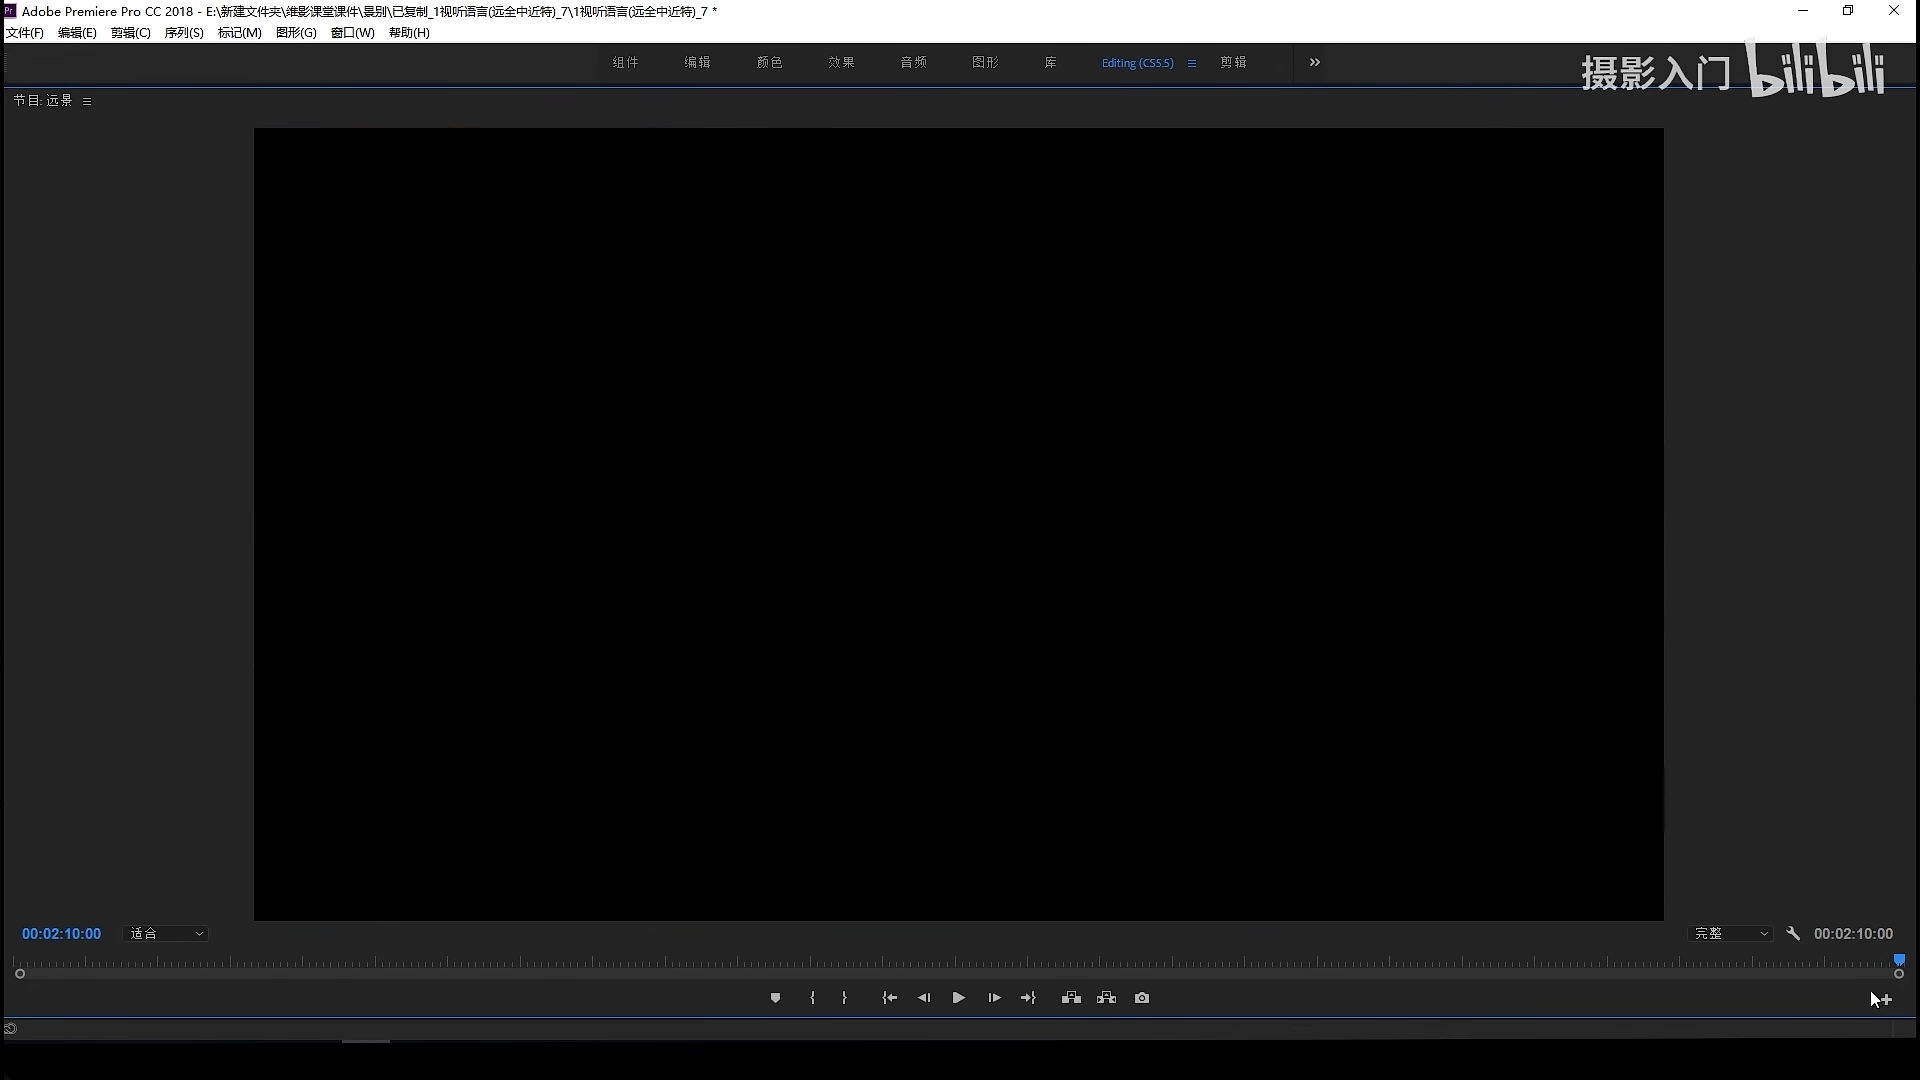 Adobe Premiere Pro CC 2018 - E:\新建文件夹\维影课堂课件\景别\已复制_1视听语言(远全中近特)_7\1视听语言(远全中近符)_7 *
文件(F) 编辑(E) 剪辑(C) 序列(S) 标记(M) 图形(G) 窗口(W) 帮助(H)
组件 编辑 颜色 效果 音频 图形 库 Editing (CS5.5) 剪辑
摄影入门 bilibili
节目: 远景
00:02:10:00 适合 完整 00:02:10:00